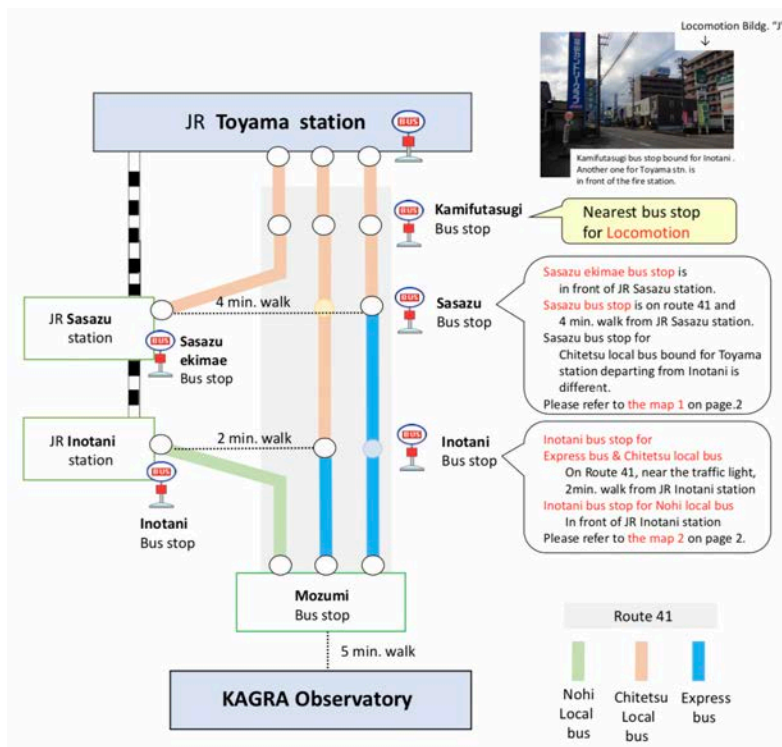 Locomotion Bildg. "J"
↓
JR Toyama station
BUS
Kamifutasugi bus stop bound for Inotani .
Another one for Toyama stn. is
in front of the fire station.
BUS
Kamifutasugi
Bus stop
Nearest bus stop
for Locomotion
JR Sasazu
station
4 min. walk
BUS
Sasazu
ekimae
Bus stop
BUS
Sasazu
Bus stop
Sasazu ekimae bus stop is
in front of JR Sasazu station.
Sasazu bus stop is on route 41 and
4 min. walk from JR Sasazu station.
Sasazu bus stop for
Chitetsu local bus bound for Toyama
station departing from Inotani is
different.
Please refer to the map 1 on page.2
JR Inotani
station
2 min. walk
BUS
Inotani
Bus stop
BUS
Inotani
Bus stop
Inotani bus stop for
Express bus & Chitetsu local bus
On Route 41, near the traffic light,
2min. walk from JR Inotani station
Inotani bus stop for Nohi local bus
In front of JR Inotani station
Please refer to the map 2 on page 2.
Mozumi
Bus stop
5 min. walk
KAGRA Observatory
Route 41
Nohi
Local
bus
Chitetsu
Local
bus
Express
bus